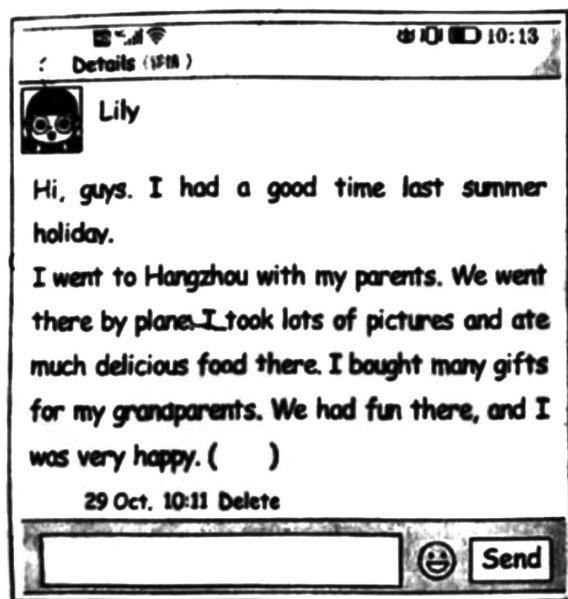 10:13
Details (详情)
Lily
Hi, guys. I had a good time last summer
holiday.
I went to Hangzhou with my parents. We went
there by plane. I took lots of pictures and ate
much delicious food there. I bought many gifts
for my grandparents. We had fun there, and I
was very happy. (    )
29 Oct. 10:11 Delete
Send